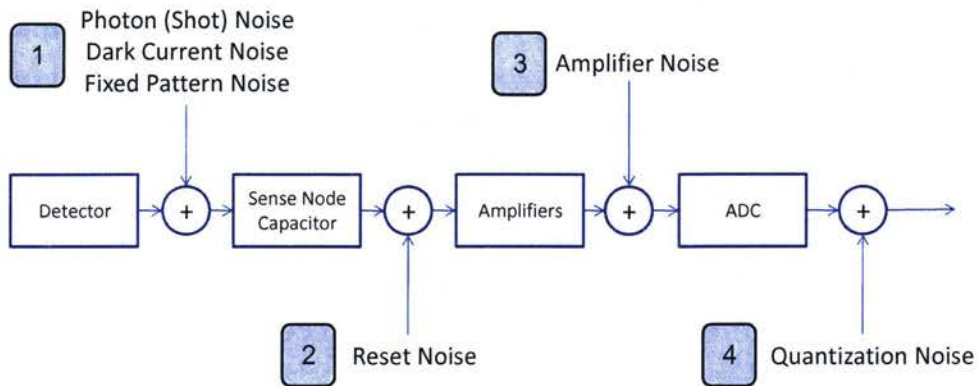 1
Photon (Shot) Noise
Dark Current Noise
Fixed Pattern Noise
3
Amplifier Noise
Detector
+
Sense Node
Capacitor
+
Amplifiers
+
ADC
+
2
Reset Noise
4
Quantization Noise